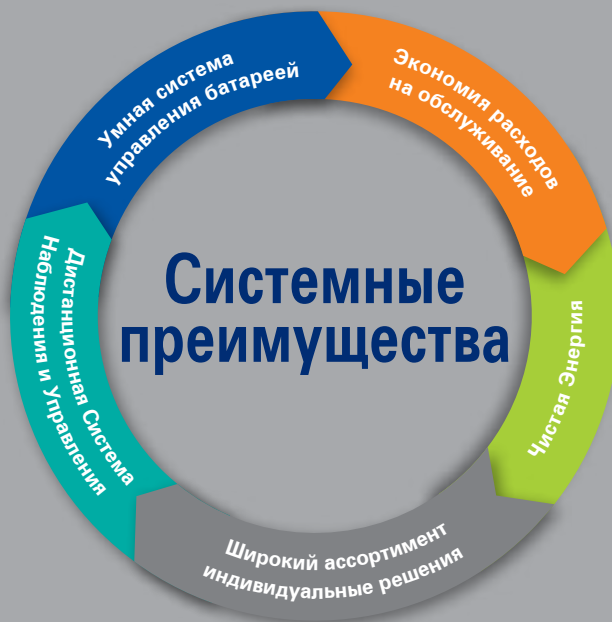 Умная система
управления батареей
Экономия расходов
на обслуживание
Чистая Энергия
Широкий ассортимент
индивидуальные решения
Дистанционная Система
Наблюдения и Управления
Системные
преимущества